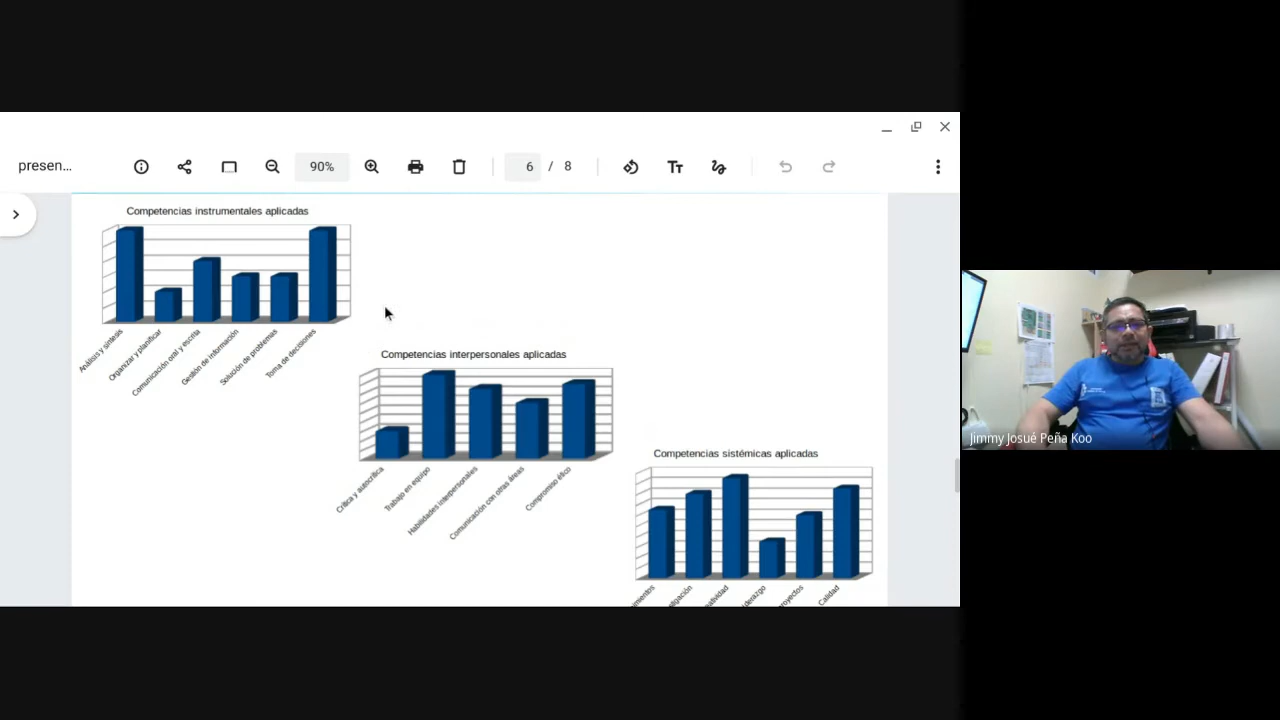 presen...
90%
6 / 8
Competencias instrumentales aplicadas
Análisis y síntesis
Organizar y planificar
Comunicación oral y escrita
Gestión de información
Solución de problemas
Toma de decisiones
Competencias interpersonales aplicadas
Crítica y autocrítica
Trabajo en equipo
Habilidades interpersonales
Comunicación con otras áreas
Compromiso ético
Competencias sistémicas aplicadas
Calidad
Jimmy Josué Peña Koo